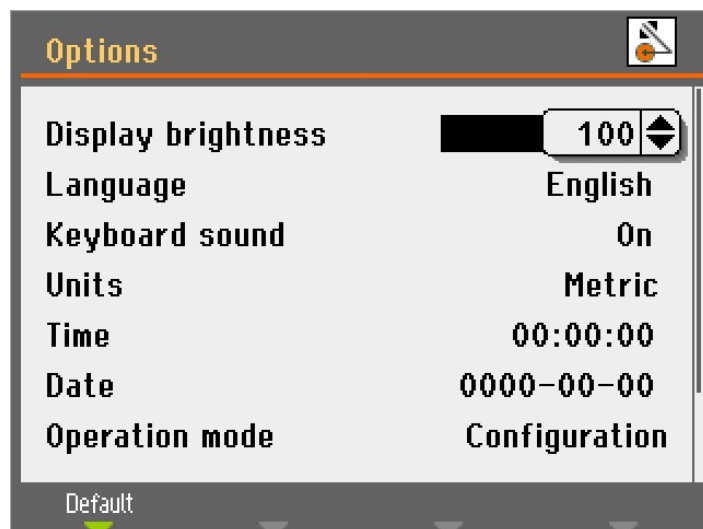 Options
Display brightness 100
Language English
Keyboard sound On
Units Metric
Time 00:00:00
Date 0000-00-00
Operation mode Configuration
Default